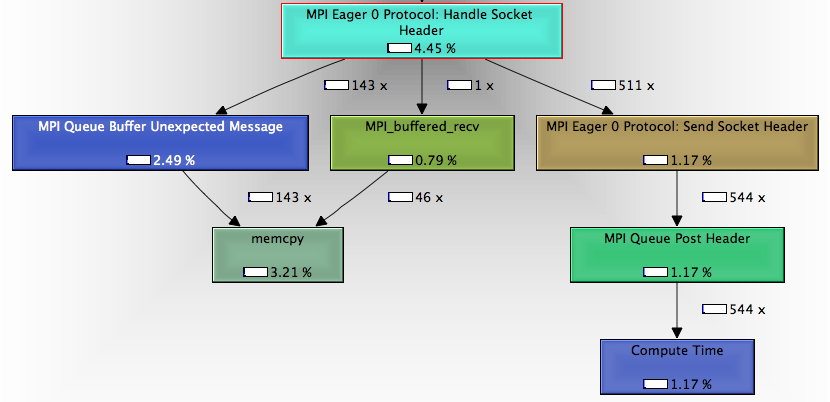 MPI Eager 0 Protocol: Handle Socket
Header
4.45 %
143 x
1 x
511 x
MPI Queue Buffer Unexpected Message
2.49 %
MPI_buffered_recv
0.79 %
MPI Eager 0 Protocol: Send Socket Header
1.17 %
143 x
46 x
544 x
memcpy
3.21 %
MPI Queue Post Header
1.17 %
544 x
Compute Time
1.17 %